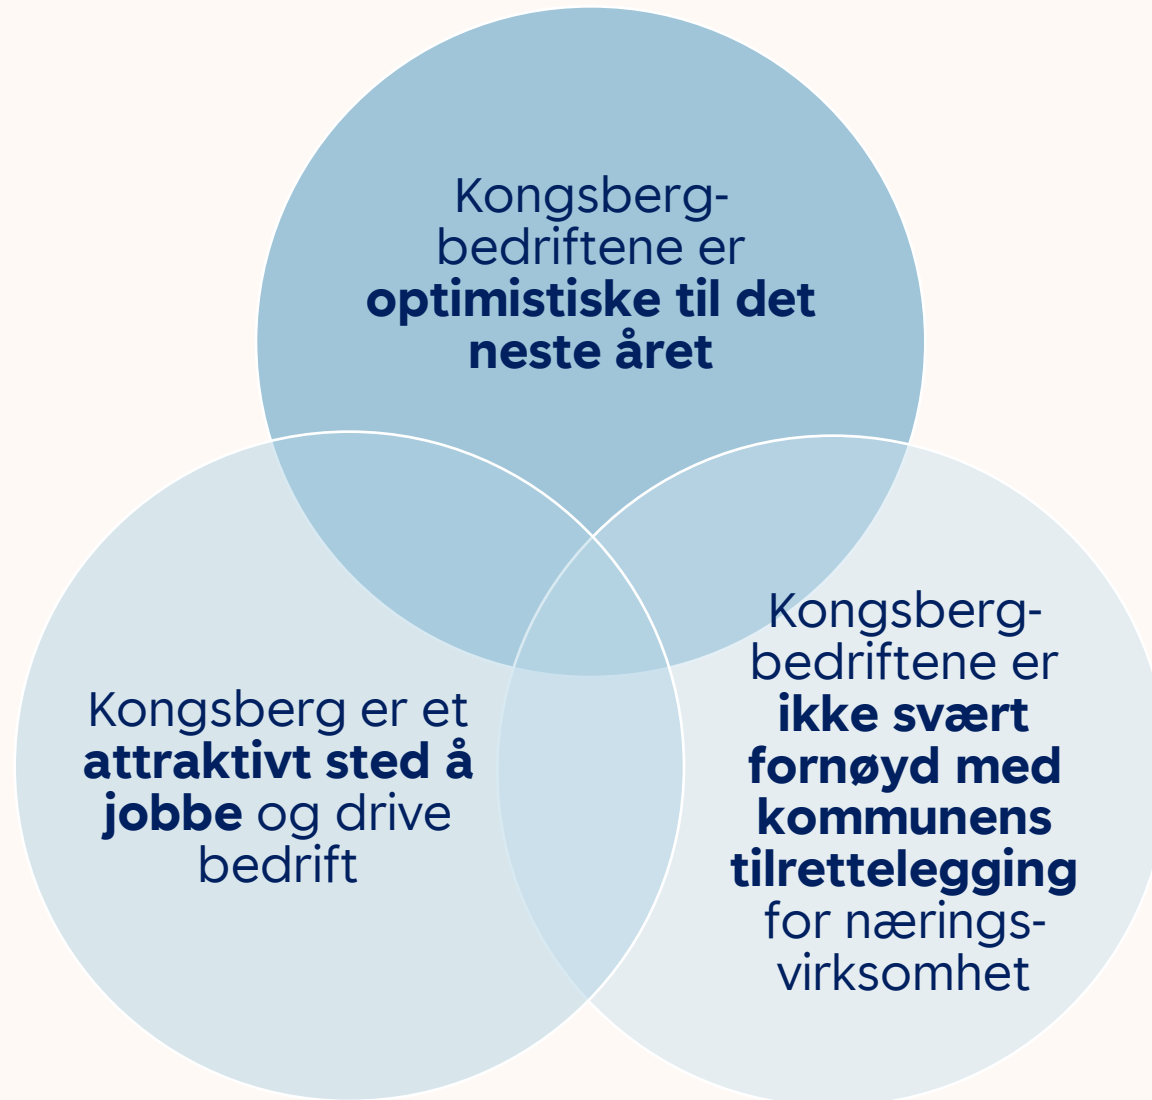 Kongsberg-
bedriftene er
optimistiske til det
neste året
Kongsberg er et
attraktivt sted å
jobbe og drive
bedrift
Kongsberg-
bedriftene er
ikke svært
fornøyd med
kommunens
tilrettelegging
for nærings-
virksomhet